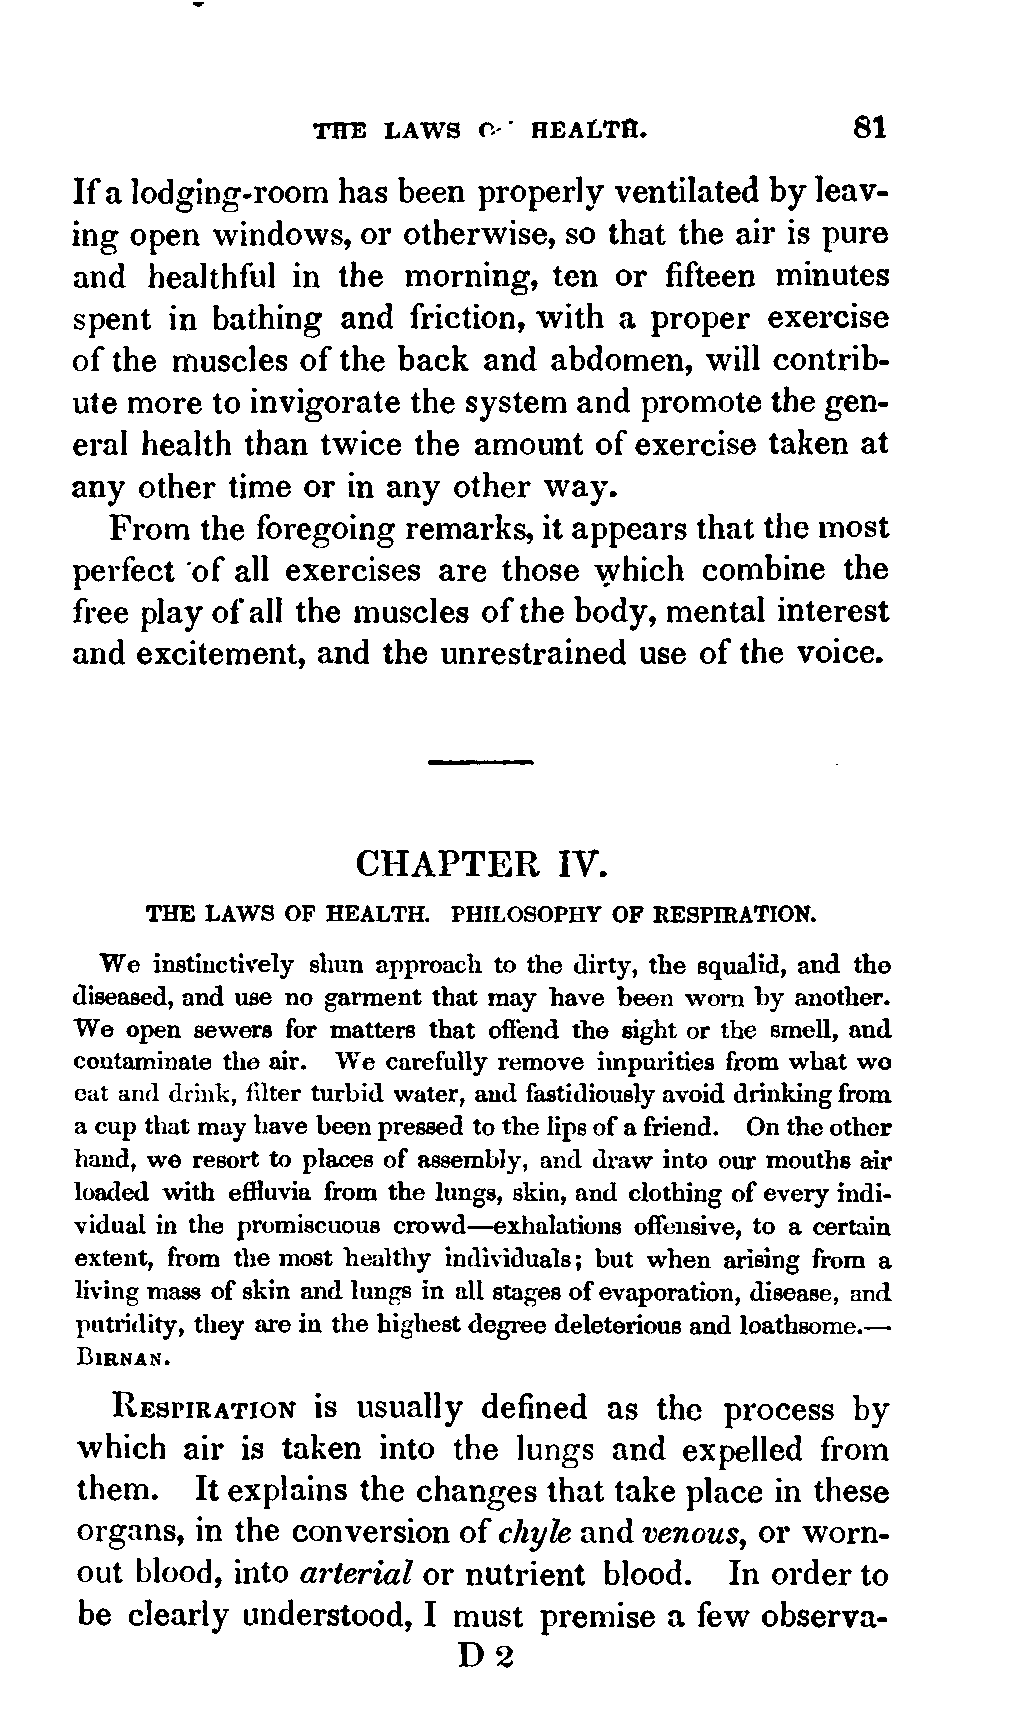 THE LAWS OF HEALTH. 81
If a lodging-room has been properly ventilated by leav-
ing open windows, or otherwise, so that the air is pure
and healthful in the morning, ten or fifteen minutes
spent in bathing and friction, with a proper exercise
of the muscles of the back and abdomen, will contrib-
ute more to invigorate the system and promote the gen-
eral health than twice the amount of exercise taken at
any other time or in any other way.
From the foregoing remarks, it appears that the most
perfect of all exercises are those which combine the
free play of all the muscles of the body, mental interest
and excitement, and the unrestrained use of the voice.
CHAPTER IV.
THE LAWS OF HEALTH. PHILOSOPHY OF RESPIRATION.
We instinctively shun approach to the dirty, the squalid, and the
diseased, and use no garment that may have been worn by another.
We open sewers for matters that offend the sight or the smell, and
contaminate the air. We carefully remove impurities from what we
eat and drink, filter turbid water, and fastidiously avoid drinking from
a cup that may have been pressed to the lips of a friend. On the other
hand, we resort to places of assembly, and draw into our mouths air
loaded with effluvia from the lungs, skin, and clothing of every indi-
vidual in the promiscuous crowd—exhalations offensive, to a certain
extent, from the most healthy individuals; but when arising from a
living mass of skin and lungs in all stages of evaporation, disease, and
putridity, they are in the highest degree deleterious and loathsome.—
BIRNAN.
RESPIRATION is usually defined as the process by
which air is taken into the lungs and expelled from
them. It explains the changes that take place in these
organs, in the conversion of chyle and venous, or worn-
out blood, into arterial or nutrient blood. In order to
be clearly understood, I must premise a few observa-
D 2